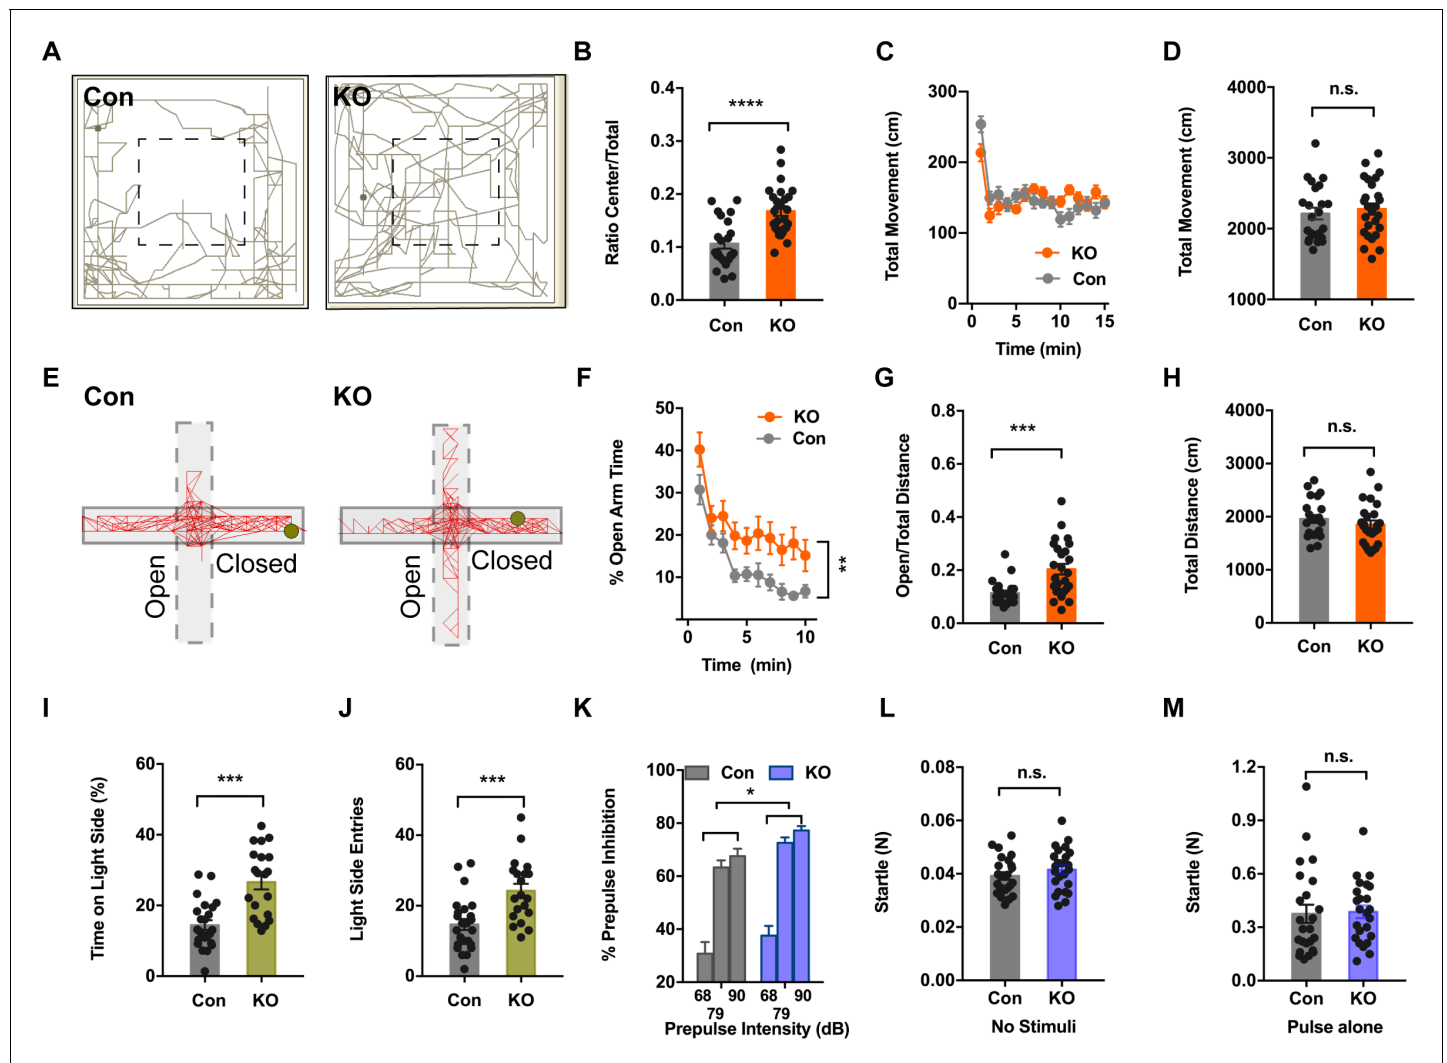 A
Con
KO
B
Ratio Center/Total
0.4
0.3
0.2
0.1
0.0
****
Con KO
C
Total Movement (cm)
300
200
100
0
KO
Con
0 5 10 15
Time (min)
D
Total Movement (cm)
4000
3000
2000
1000
n.s.
Con KO
E
Con
KO
Open
Closed
Open
Closed
F
% Open Arm Time
50
40
30
20
10
KO
Con
**
0 5 10
Time (min)
G
Open/Total Distance
0.8
0.6
0.4
0.2
0.0
***
Con KO
H
Total Distance (cm)
4000
3000
2000
1000
0
n.s.
Con KO
I
Time on Light Side (%)
60
40
20
0
***
Con KO
J
Light Side Entries
60
40
20
0
***
Con KO
K
% Prepulse Inhibition
100
80
60
40
20
Con KO
*
68 90 68 90
79 79
Prepulse Intensity (dB)
L
Startle (N)
0.08
0.06
0.04
0.02
0.00
n.s.
Con KO
No Stimuli
M
Startle (N)
1.2
0.9
0.6
0.3
0.0
n.s.
Con KO
Pulse alone